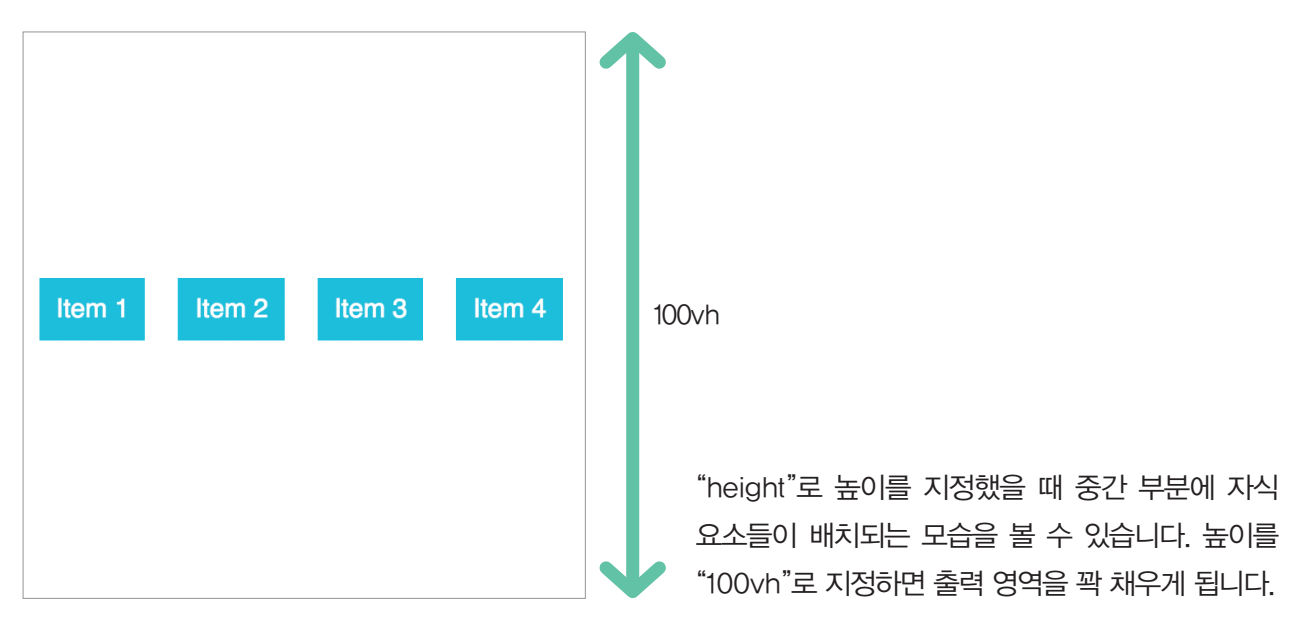 Item 1 Item 2 Item 3 Item 4
100vh
“height”로 높이를 지정했을 때 중간 부분에 자식
요소들이 배치되는 모습을 볼 수 있습니다. 높이를
“100vh”로 지정하면 출력 영역을 꽉 채우게 됩니다.